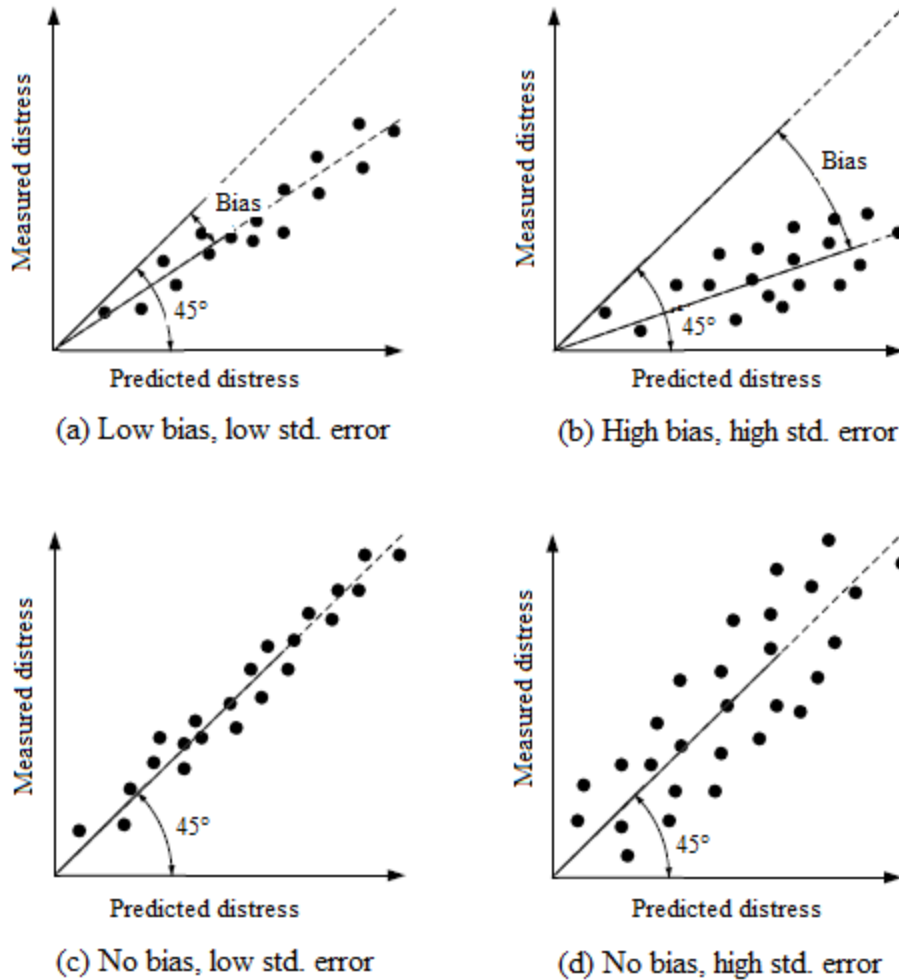 Measured distress
Bias
45°
Predicted distress
(a) Low bias, low std. error
Measured distress
Bias
45°
Predicted distress
(b) High bias, high std. error
Measured distress
45°
Predicted distress
(c) No bias, low std. error
Measured distress
45°
Predicted distress
(d) No bias, high std. error